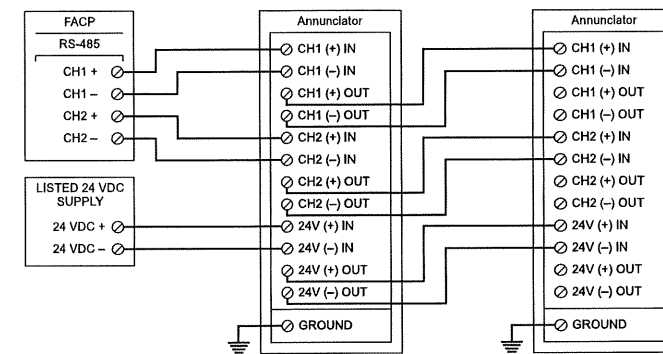 FACP
RS-485
CH1 +
CH1 –
CH2 +
CH2 –
LISTED 24 VDC
SUPPLY
24 VDC +
24 VDC –
Annunciator
CH1 (+) IN
CH1 (–) IN
CH1 (+) OUT
CH1 (–) OUT
CH2 (+) IN
CH2 (–) IN
CH2 (+) OUT
CH2 (–) OUT
24V (+) IN
24V (–) IN
24V (+) OUT
24V (–) OUT
GROUND
Annunciator
CH1 (+) IN
CH1 (–) IN
CH1 (+) OUT
CH1 (–) OUT
CH2 (+) IN
CH2 (–) IN
CH2 (+) OUT
CH2 (–) OUT
24V (+) IN
24V (–) IN
24V (+) OUT
24V (–) OUT
GROUND